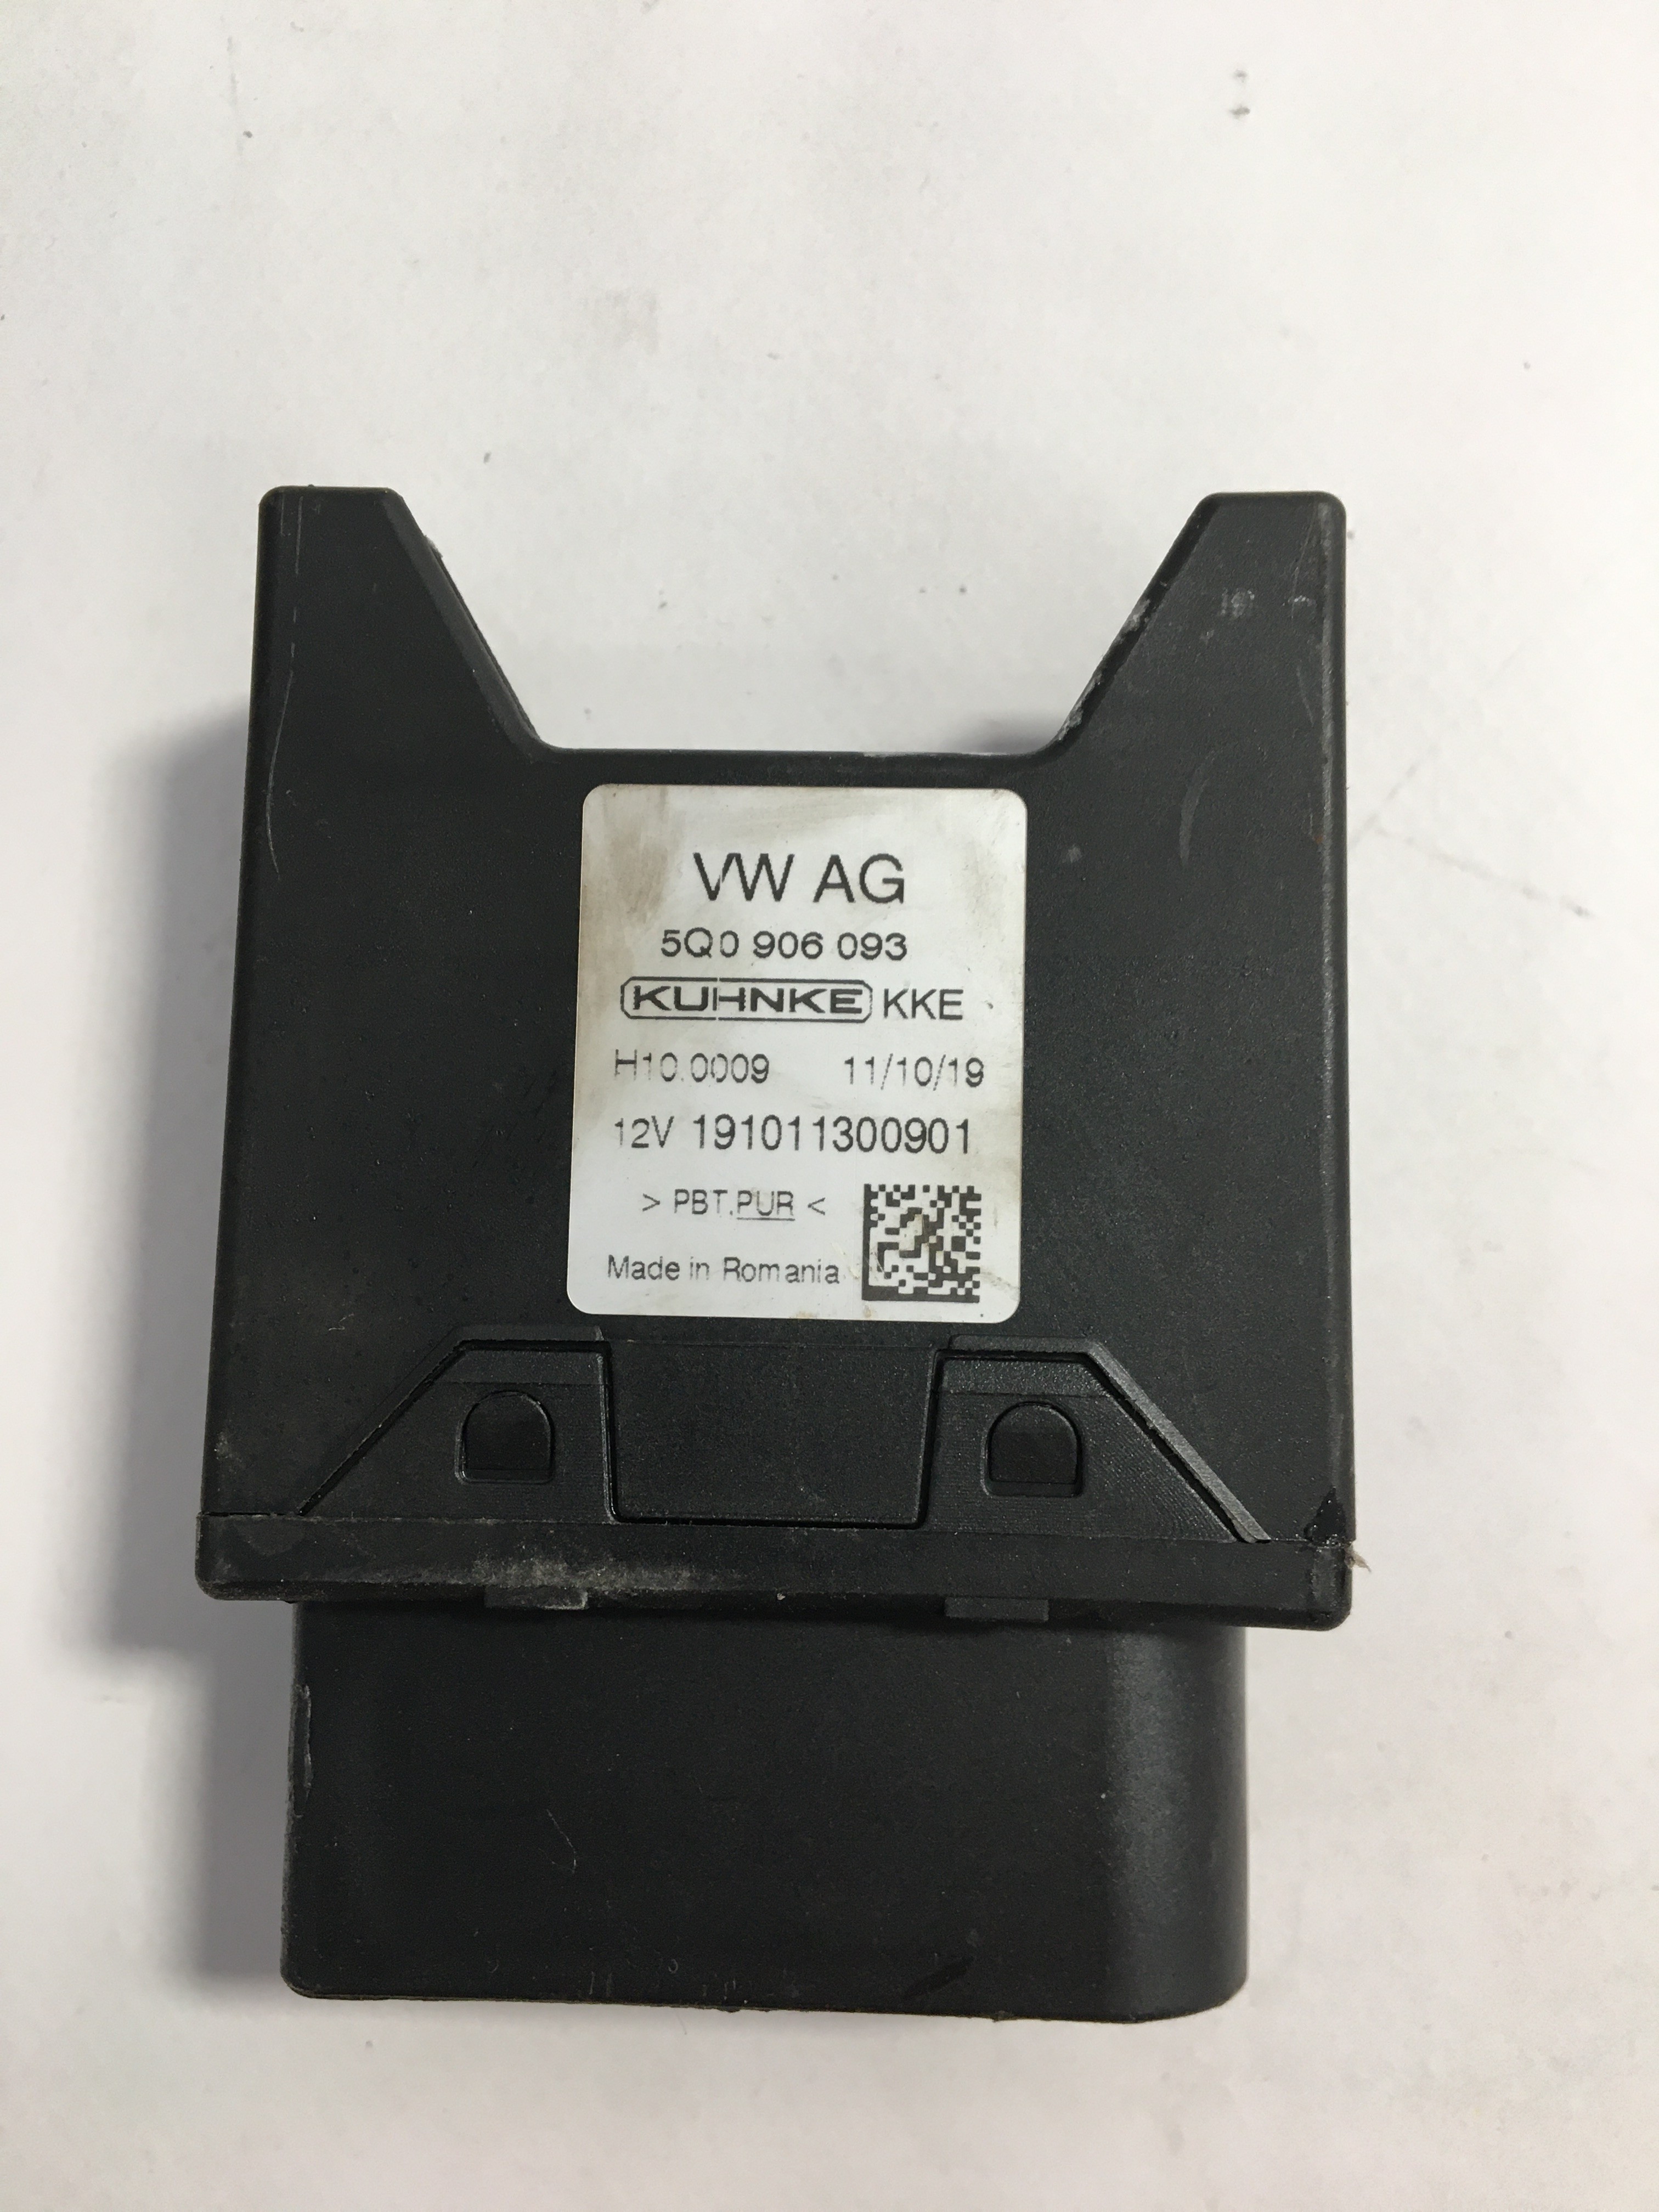 VW AG
5Q0 906 093
KUHNKE KKE
H10.0009 11/10/19
12V 191011300901
> PBT,PUR <
Made in Romania